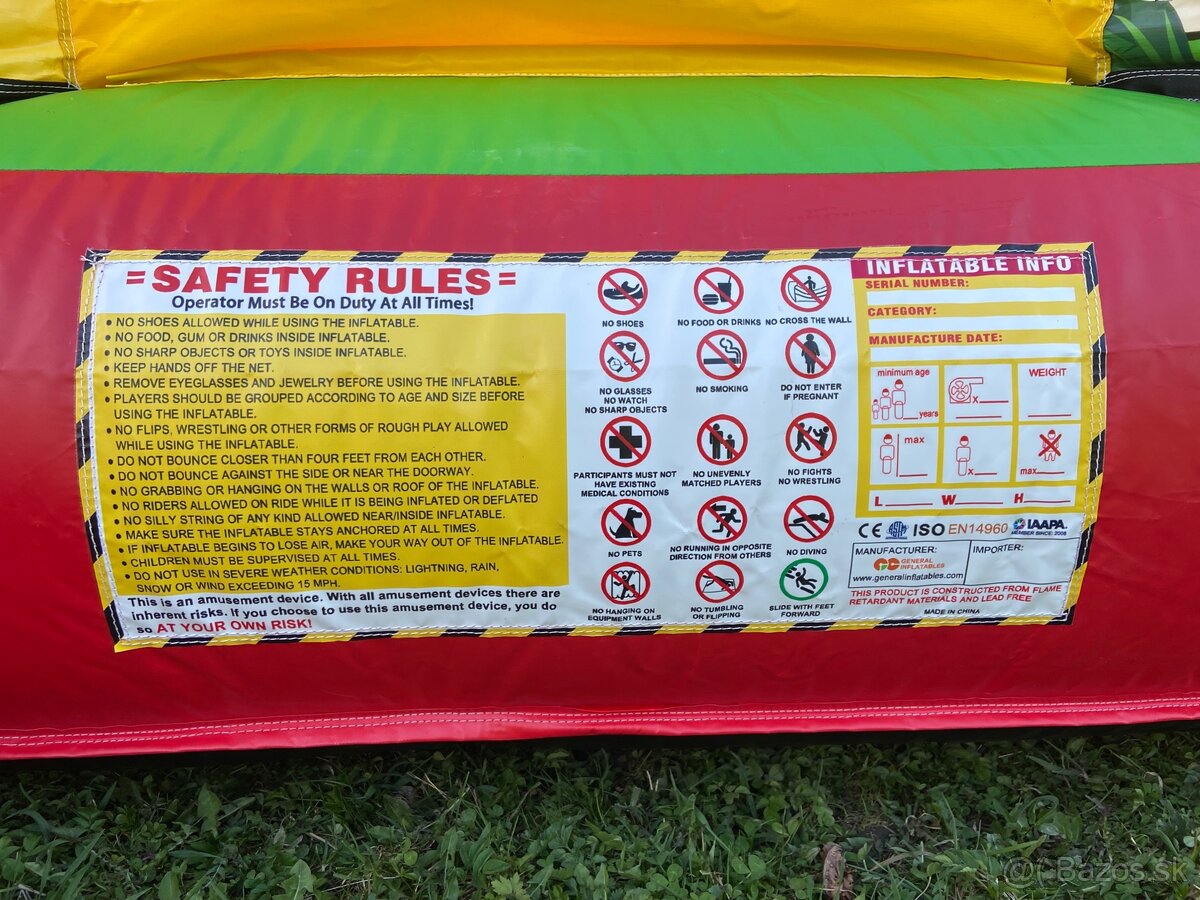 =SAFETY RULES=
Operator Must Be On Duty At All Times!
• NO SHOES ALLOWED WHILE USING THE INFLATABLE.
• NO FOOD, GUM OR DRINKS INSIDE INFLATABLE.
• NO SHARP OBJECTS OR TOYS INSIDE INFLATABLE.
• KEEP HANDS OFF THE NET.
• REMOVE EYEGLASSES AND JEWELRY BEFORE USING THE INFLATABLE.
• PLAYERS SHOULD BE GROUPED ACCORDING TO AGE AND SIZE BEFORE
USING THE INFLATABLE.
• NO FLIPS, WRESTLING OR OTHER FORMS OF ROUGH PLAY ALLOWED
WHILE USING THE INFLATABLE.
• DO NOT BOUNCE CLOSER THAN FOUR FEET FROM EACH OTHER.
• DO NOT BOUNCE AGAINST THE SIDE OR NEAR THE DOORWAY.
• NO GRABBING OR HANGING ON THE WALLS OR ROOF OF THE INFLATABLE.
• NO RIDERS ALLOWED ON RIDE WHILE IT IS BEING INFLATED OR DEFLATED
• NO SILLY STRING OF ANY KIND ALLOWED NEAR/INSIDE INFLATABLE.
• MAKE SURE THE INFLATABLE STAYS ANCHORED AT ALL TIMES.
• IF INFLATABLE BEGINS TO LOSE AIR, MAKE YOUR WAY OUT OF THE INFLATABLE.
• CHILDREN MUST BE SUPERVISED AT ALL TIMES.
• DO NOT USE IN SEVERE WEATHER CONDITIONS: LIGHTNING, RAIN,
SNOW OR WIND EXCEEDING 15 MPH.
This is an amusement device. With all amusement devices there are
inherent risks. If you choose to use this amusement device, you do
so AT YOUR OWN RISK!
NO SHOES
NO FOOD OR DRINKS
NO CROSS THE WALL
NO GLASSES
NO WATCH
NO SHARP OBJECTS
NO SMOKING
DO NOT ENTER
IF PREGNANT
PARTICIPANTS MUST NOT
HAVE EXISTING
MEDICAL CONDITIONS
NO UNEVENLY
MATCHED PLAYERS
NO FIGHTS
NO WRESTLING
NO PETS
NO RUNNING IN OPPOSITE
DIRECTION FROM OTHERS
NO DIVING
NO HANGING ON
EQUIPMENT WALLS
NO TUMBLING
OR FLIPPING
SLIDE WITH FEET
FORWARD
INFLATABLE INFO
SERIAL NUMBER:
CATEGORY:
MANUFACTURE DATE:
minimum age
____years
x____
WEIGHT
____
max
____
x____
max____
L____ W____ H____
CE ASTM ISO EN14960 IAAPA
MEMBER SINCE: 2008
MANUFACTURER:
GENERAL
INFLATABLES
www.generalinflatables.com
IMPORTER:
THIS PRODUCT IS CONSTRUCTED FROM FLAME
RETARDANT MATERIALS AND LEAD FREE
MADE IN CHINA
@j-Bazos.sk